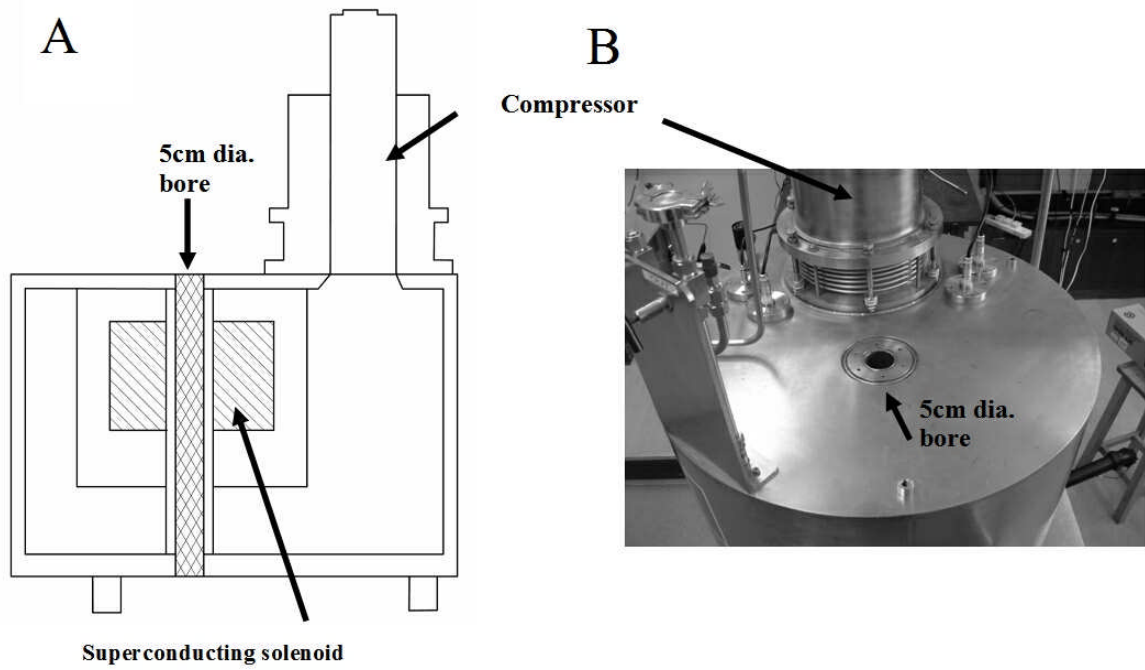 A
B
Compressor
5cm dia.
bore
5cm dia.
bore
Superconducting solenoid